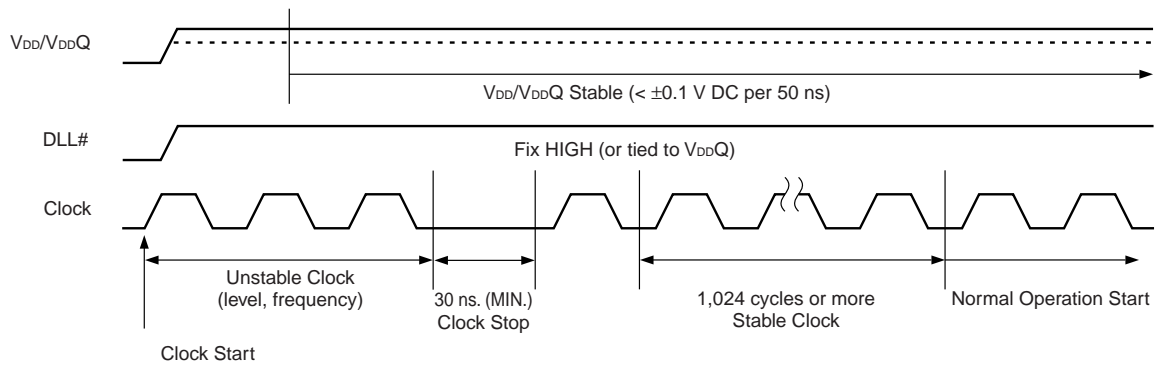 VDD/VDDQ
VDD/VDDQ Stable (< ±0.1 V DC per 50 ns)
DLL#
Fix HIGH (or tied to VDDQ)
Clock
Unstable Clock
(level, frequency)
30 ns. (MIN.)
Clock Stop
1,024 cycles or more
Stable Clock
Normal Operation Start
Clock Start